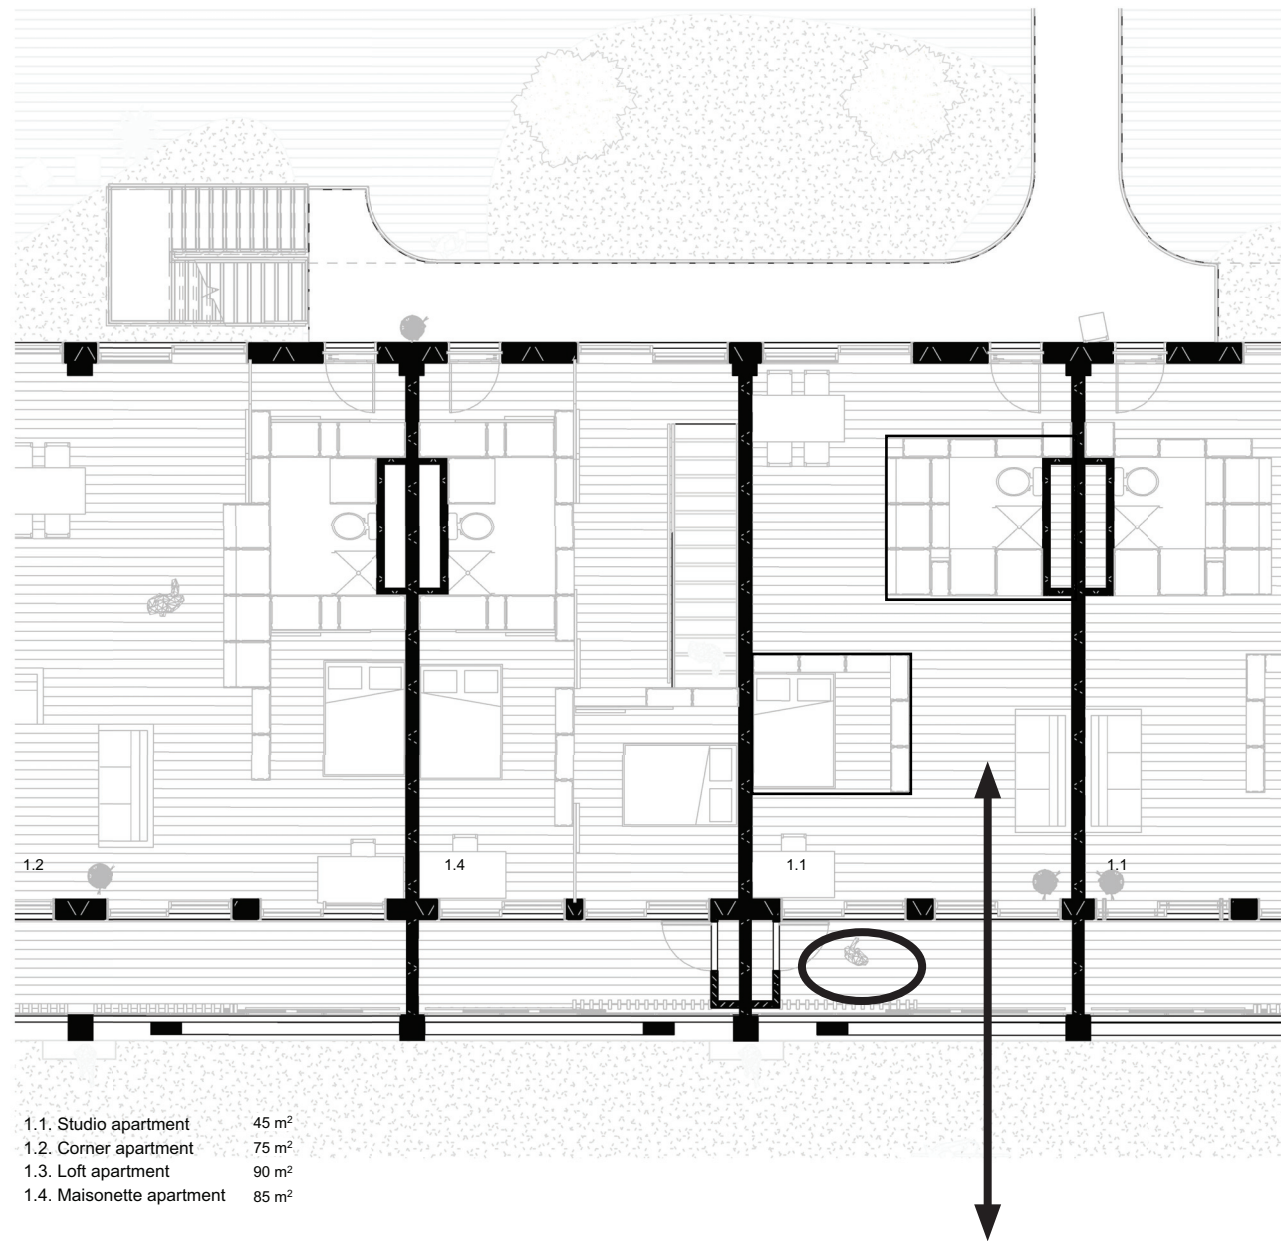 1.2
1.4
1.1
1.1
1.1. Studio apartment 45 m²
1.2. Corner apartment 75 m²
1.3. Loft apartment 90 m²
1.4. Maisonette apartment 85 m²